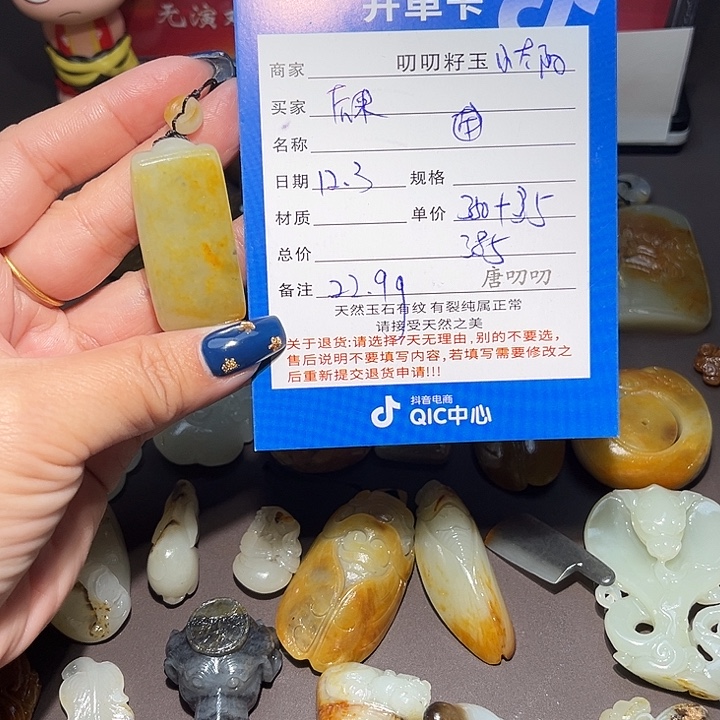 无演
开单卡
商家 叨叨籽玉 小太阳
买家
名称
日期 12.3 规格
材质 单价 350+35
总价 385
备注 22.9g 唐叨叨
天然玉石有纹 有裂纯属正常
请接受天然之美
关于退货:请选择7天无理由,别的不要选,
售后说明不要填写内容,若填写需要修改之
后重新提交退货申请!!!
抖音电商
QIC中心